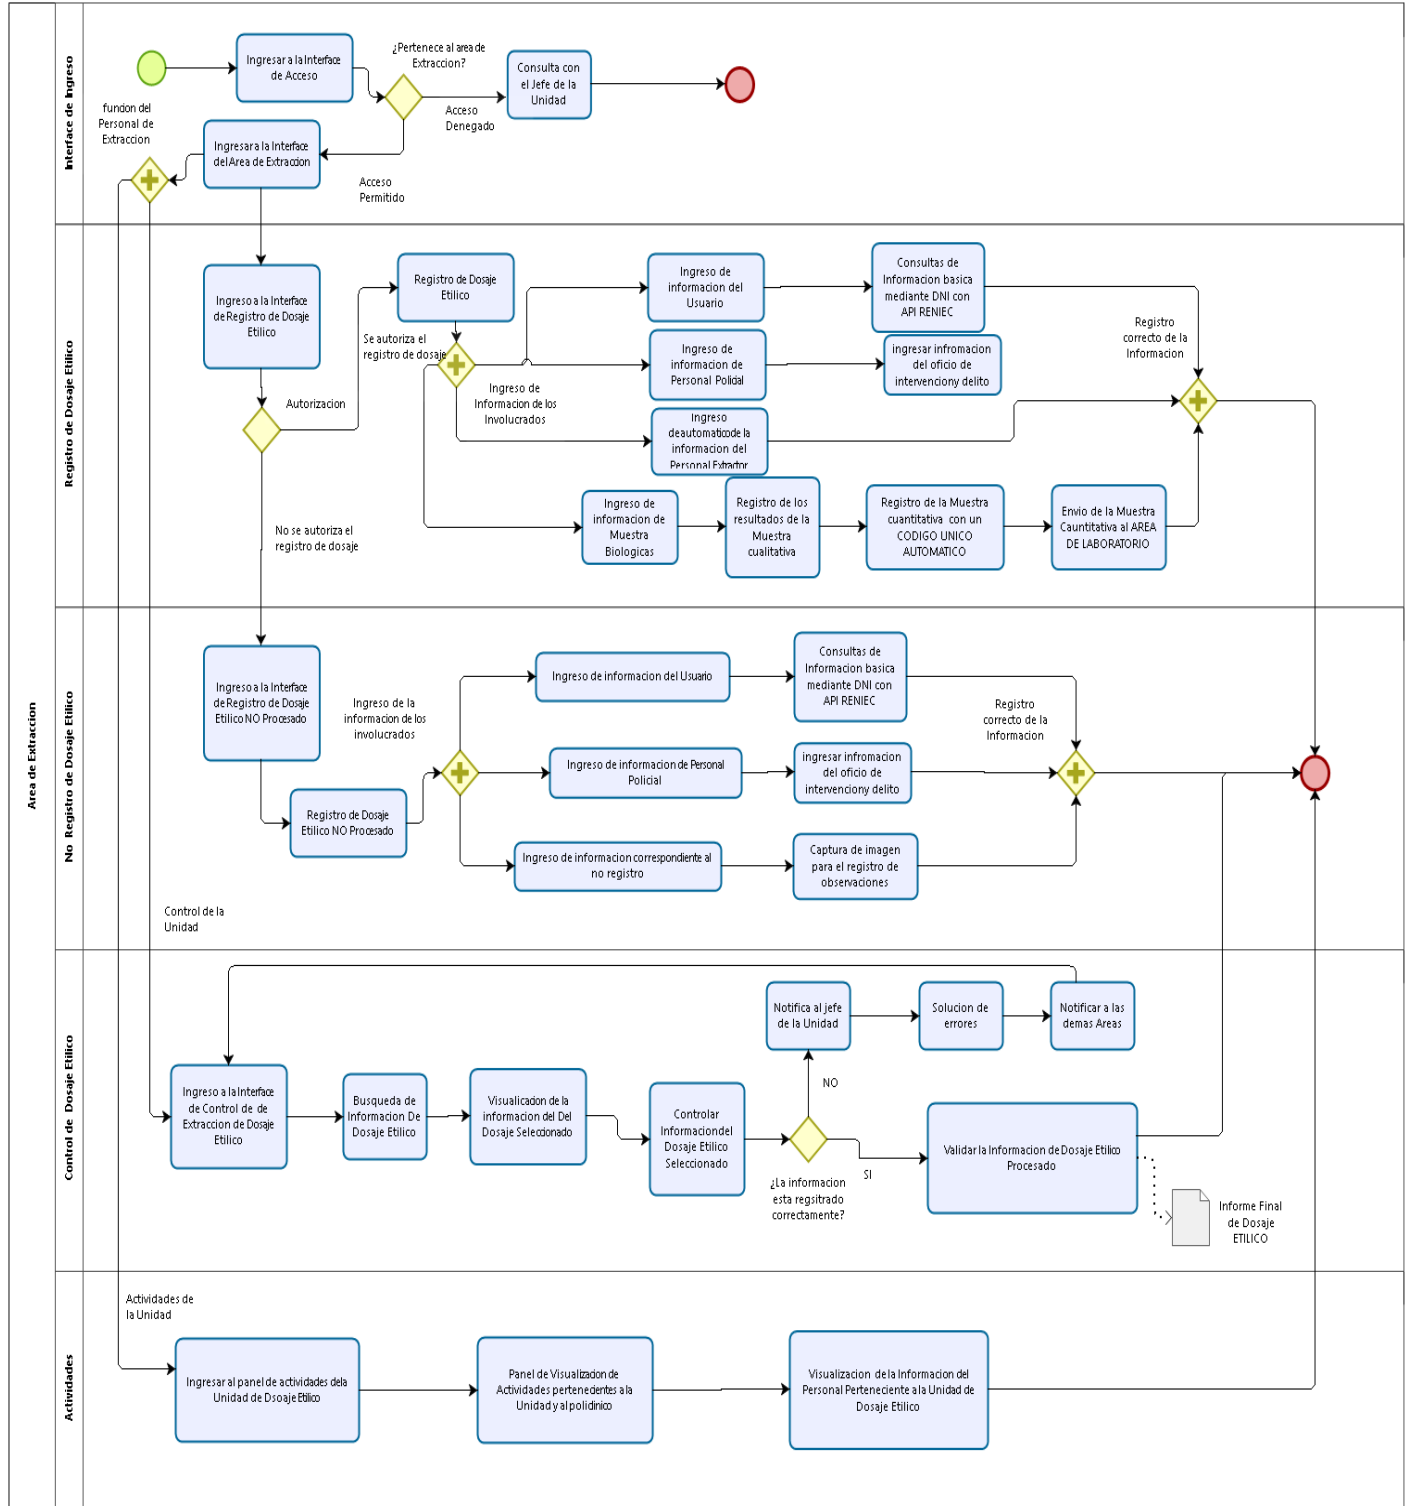 Area de Extraccion
Interface de Ingreso
Ingresar a la Interface
de Acceso
¿Pertenece al area de
Extraccion?
Consulta con
el Jefe de la
Unidad
Acceso
Denegado
funcion del
Personal de
Extraccion
Ingresar a la Interface
del Area de Extraccion
Acceso
Permitido
Registro de Dosaje Etilico
Ingreso a la Interface
de Registro de Dosaje
Etilico
Autorizacion
Registro de Dosaje
Etilico
Se autoriza el
registro de dosaje
Ingreso de
Informacion de los
Involucrados
Ingreso de
informacion del
Usuario
Consultas de
Informacion basica
mediante DNI con
API RENIEC
Ingreso de
informacion de
Personal Policial
ingresar infromacion
del oficio de
intervencion y delito
Registro
correcto de la
Informacion
Ingreso
deautomaticode la
informacion del
Personal Extractor
Ingreso de
informacion de
Muestra
Biologicas
Registro de los
resultados de la
Muestra
cualitativa
Registro de la Muestra
cuantitativa con un
CODIGO UNICO
AUTOMATICO
Envio de la Muestra
Cauntitativa al AREA
DE LABORATORIO
No se autoriza el
registro de dosaje
No Registro de Dosaje Etilico
Ingreso a la Interface
de Registro de Dosaje
Etilico NO Procesado
Registro de Dosaje
Etilico NO Procesado
Ingreso de la
informacion de los
involucrados
Ingreso de informacion del Usuario
Consultas de
Informacion basica
mediante DNI con
API RENIEC
Registro
correcto de la
Informacion
Ingreso de informacion de Personal
Policial
ingresar infromacion
del oficio de
intervencion y delito
Ingreso de informacion correspondiente al
no registro
Captura de imagen
para el registro de
observaciones
Control de la
Unidad
Control de Dosaje Etilico
Ingreso a la Interface
de Control de de
Extraccion de Dosaje
Etilico
Busqueda de
Informacion De
Dosaje Etilico
Visualicacion de la
informacion del Del
Dosaje Seleccionado
Controlar
Informacion del
Dosaje Etilico
Seleccionado
Notifica al jefe
de la Unidad
Solucion de
errores
Notificar a las
demas Areas
NO
¿La informacion
esta regsitrado
correctamente?
SI
Validar la Informacion de Dosaje Etilico
Procesado
Informe Final
de Dosaje
ETILICO
Actividades
Actividades de
la Unidad
Ingresar al panel de actividades dela
Unidad de Dsoaje Etilico
Panel de Visualizacion de
Actividades pertenedentes a la
Unidad y al policlinico
Visualizacion de la Informacion del
Personal Perteneciente a la Unidad de
Dosaje Etilico